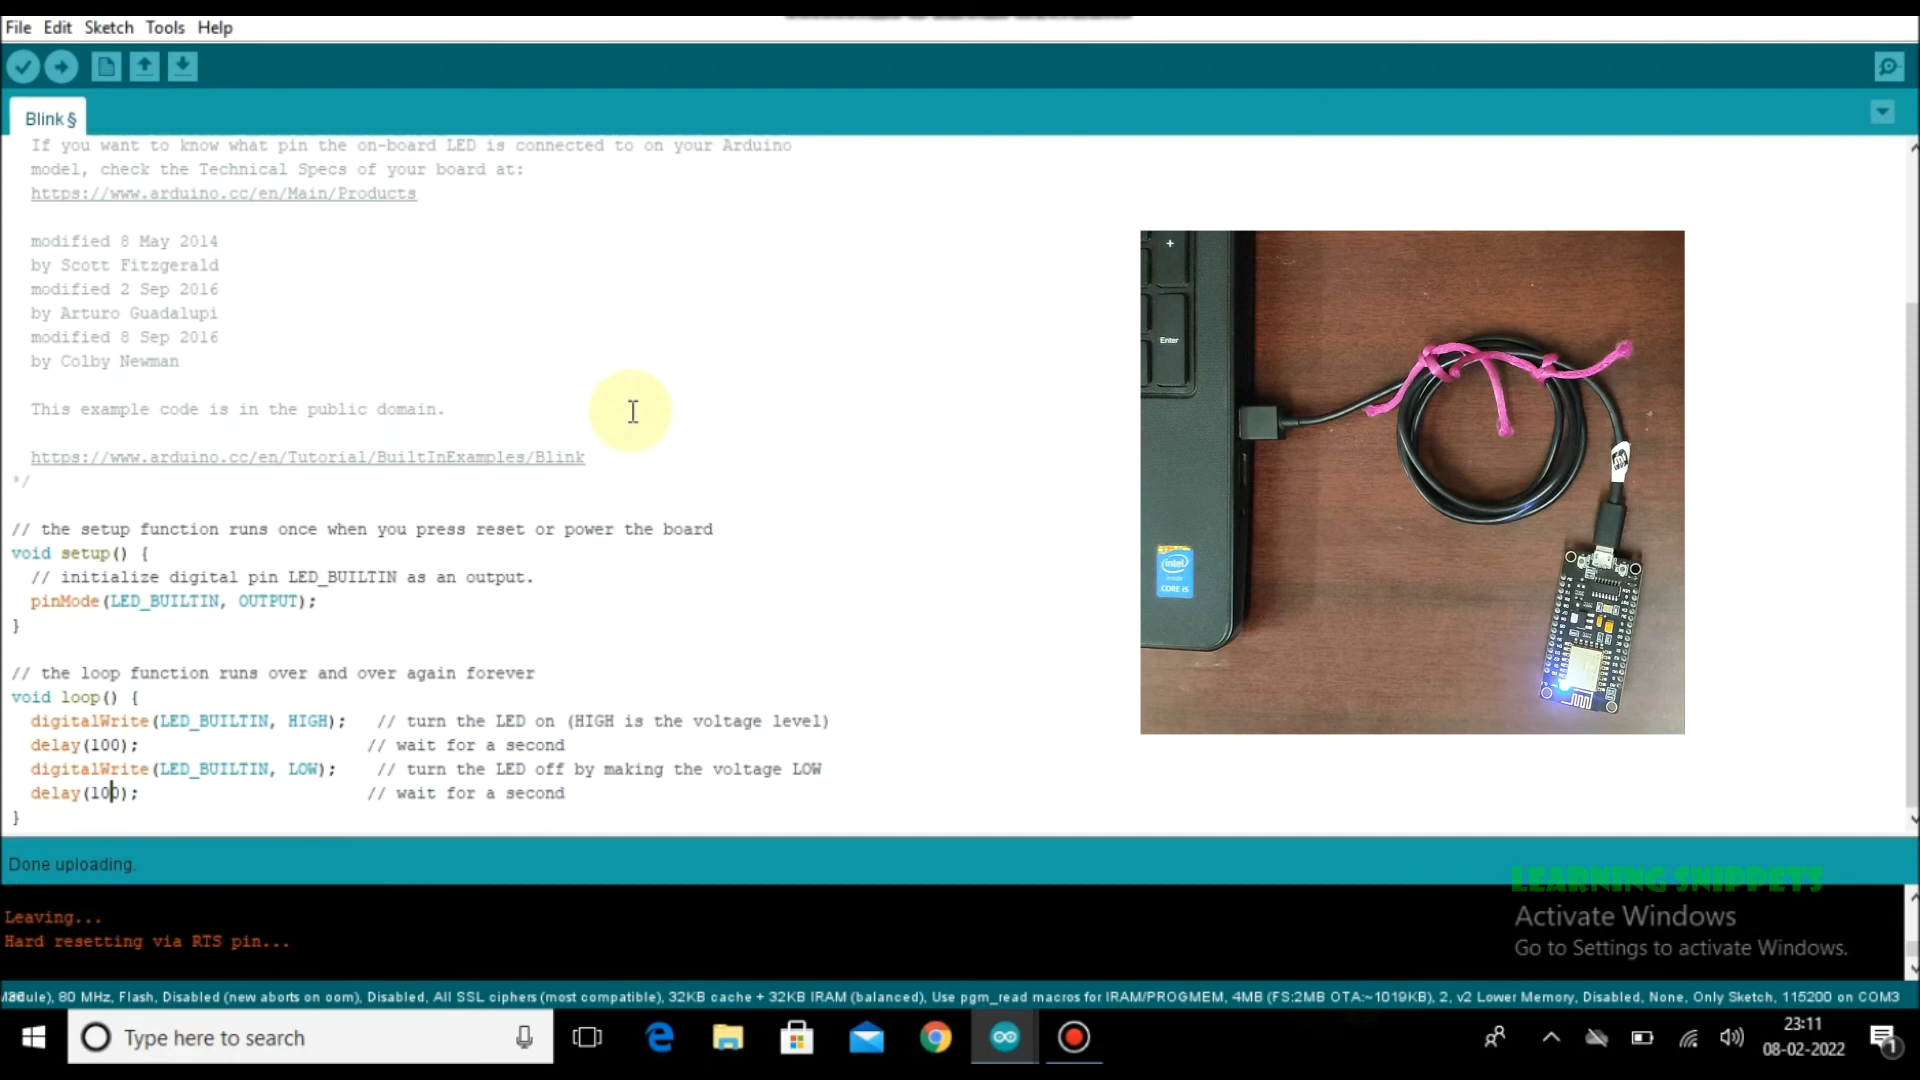 File Edit Sketch Tools Help
Blink §
If you want to know what pin the on-board LED is connected to on your Arduino
model, check the Technical Specs of your board at:
https://www.arduino.cc/en/Main/Products
modified 8 May 2014
by Scott Fitzgerald
modified 2 Sep 2016
by Arturo Guadalupi
modified 8 Sep 2016
by Colby Newman
This example code is in the public domain.
https://www.arduino.cc/en/Tutorial/BuiltInExamples/Blink
*/
// the setup function runs once when you press reset or power the board
void setup() {
// initialize digital pin LED_BUILTIN as an output.
pinMode(LED_BUILTIN, OUTPUT);
}
// the loop function runs over and over again forever
void loop() {
digitalWrite(LED_BUILTIN, HIGH); // turn the LED on (HIGH is the voltage level)
delay(100); // wait for a second
digitalWrite(LED_BUILTIN, LOW); // turn the LED off by making the voltage LOW
delay(100); // wait for a second
}
+
Enter
intel
inside
CORE i5
hp
Done uploading.
LEARNING SNIPPETS
Leaving...
Hard resetting via RTS pin...
Activate Windows
Go to Settings to activate Windows.
80 MHz, Flash, Disabled (new aborts on oom), Disabled, All SSL ciphers (most compatible), 32KB cache + 32KB IRAM (balanced), Use pgm_read macros for IRAM/PROGMEM, 4MB (FS:2MB OTA:~1019KB), 2, v2 Lower Memory, Disabled, None, Only Sketch, 115200 on COM3
Type here to search
23:11
08-02-2022
1